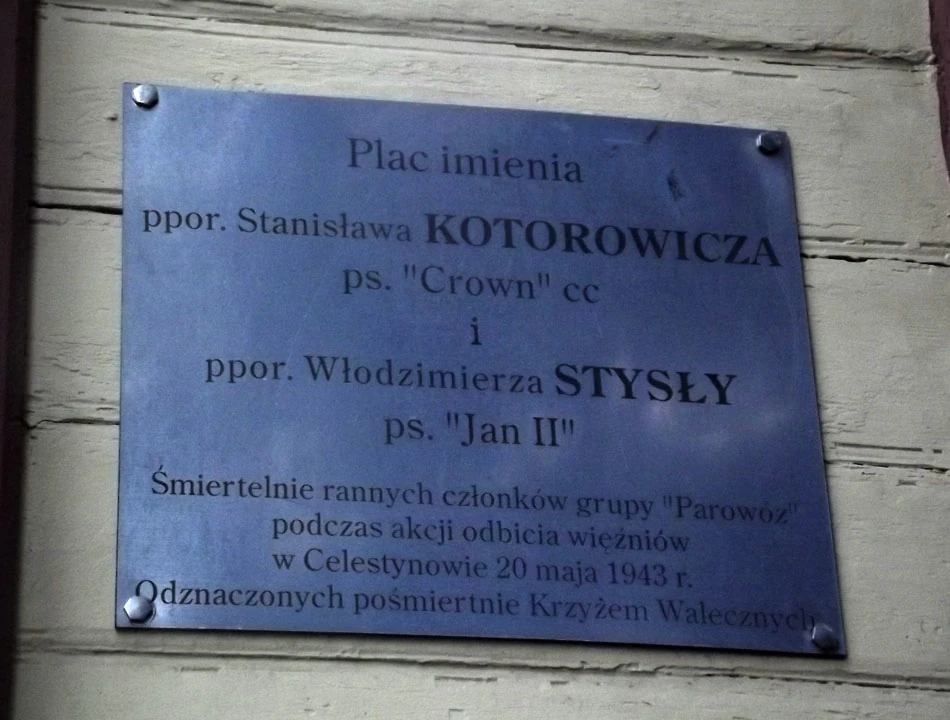 Plac imienia
ppor. Stanisława KOTOROWICZA
ps. "Crown" cc
i
ppor. Włodzimierza STYSŁY
ps. "Jan II"
Śmiertelnie rannych członków grupy "Parowóz"
podczas akcji odbicia więźniów
w Celestynowie 20 maja 1943 r.
Odznaczonych pośmiertnie Krzyżem Walecznych